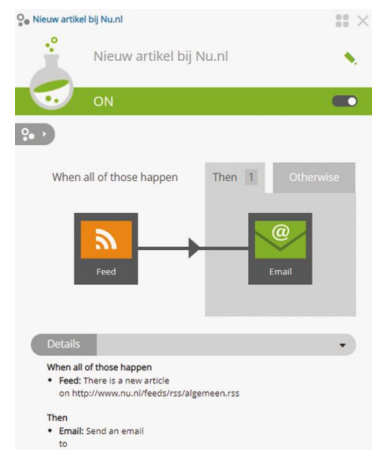 Nieuw artikel bij Nu.nl
Nieuw artikel bij Nu.nl
ON
When all of those happen
Then 1
Otherwise
@
Feed
Email
Details
When all of those happen
• Feed: There is a new article
on http://www.nu.nl/feeds/rss/algemeen.rss
Then
• Email: Send an email
to